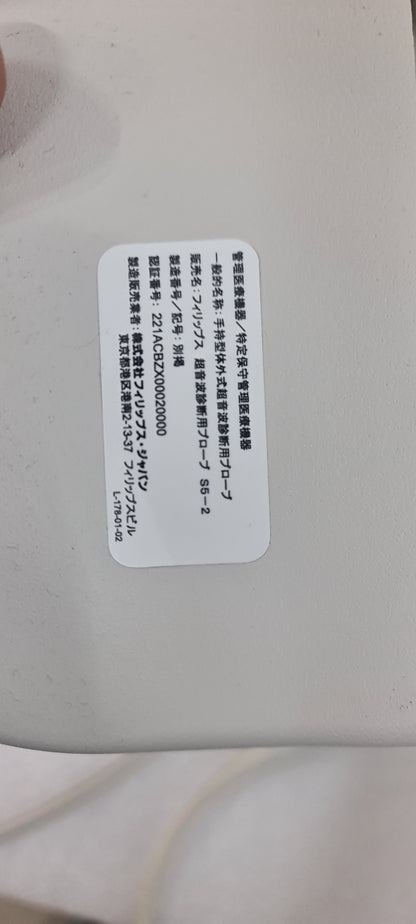 管理医療機器／特定保守管理医療機器
一般的名称：手持型体外式超音波診断用プローブ
販売名：フィリップス 超音波診断用プローブ S5－2
製造番号／記号：別掲
認証番号：221ACBZX00020000
製造販売業者：株式会社フィリップス・ジャパン
東京都港区港南2-13-37 フィリップスビル
L-178-01-02